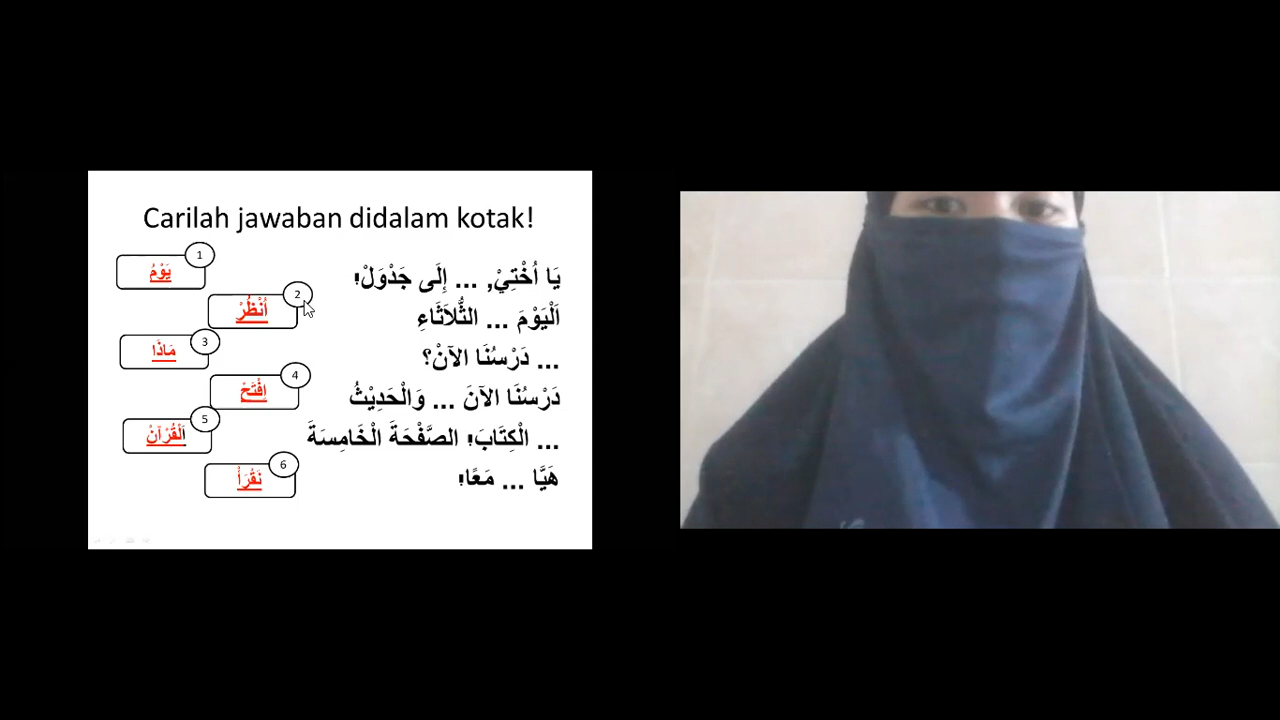 Carilah jawaban didalam kotak!
1
يَوْمُ
2
اُنْظُرْ
3
مَاذَا
4
اِفْتَحْ
5
اَلْقُرْآنْ
6
نَقْرَأُ
يَا اُخْتِيْ, ... إِلَى جَدْوَلْ!
اَلْيَوْمَ ... الثُّلاَثَاءِ
... دَرْسُنَا الآنْ؟
دَرْسُنَا الآنَ ... وَالْحَدِيْثُ
... الْكِتَابَ! الصَّفْحَةَ الْخَامِسَةَ
هَيَّا ... مَعًا!